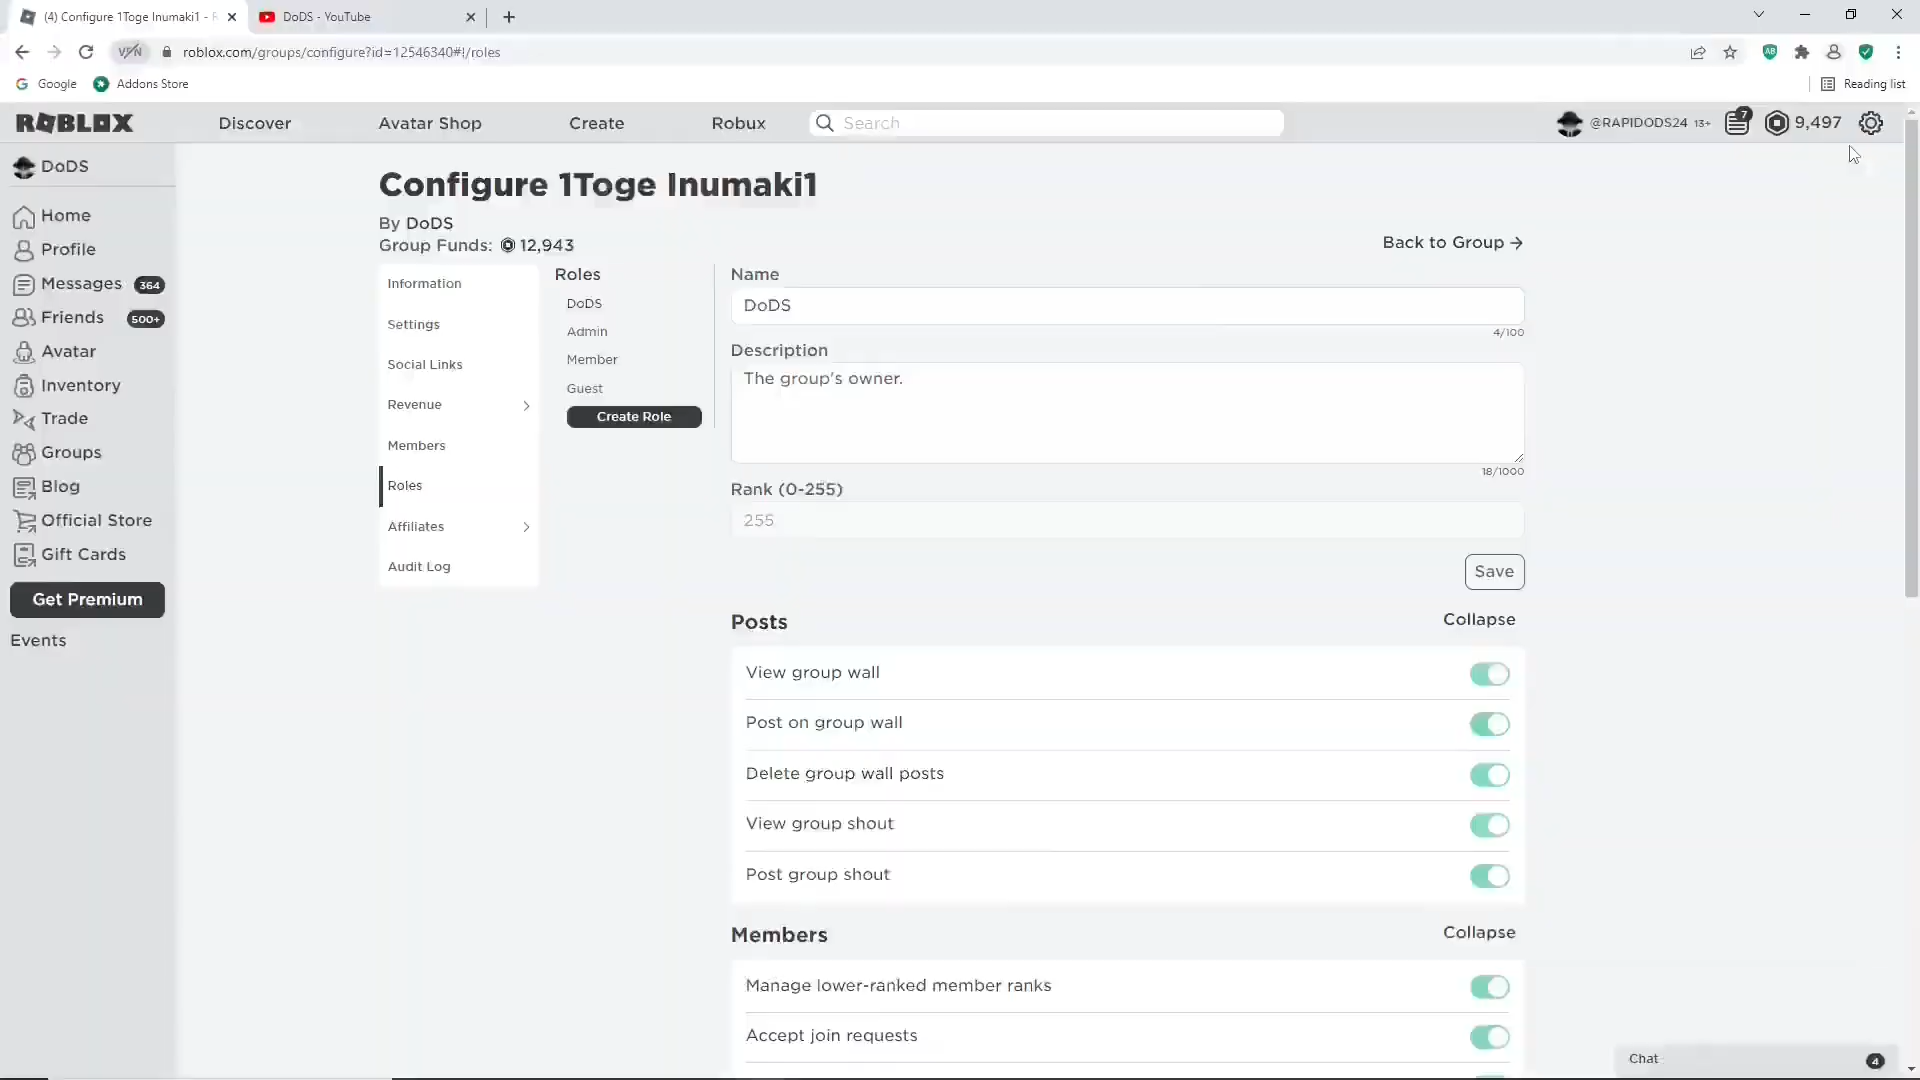 (4) Configure 1Toge Inumaki1 - R
DoDS - YouTube
VPN
roblox.com/groups/configure?id=12546340#!/roles
Google
Addons Store
Reading list
ROBLOX
Discover
Avatar Shop
Create
Robux
Search
@RAPIDODS24 13+
7
9,497
DoDS
Home
Profile
Messages 364
Friends 500+
Avatar
Inventory
Trade
Groups
Blog
Official Store
Gift Cards
Get Premium
Events
Configure 1Toge Inumaki1
By DoDS
Group Funds: 12,943
Back to Group →
Information
Settings
Social Links
Revenue
Members
Roles
Affiliates
Audit Log
Roles
DoDS
Admin
Member
Guest
Create Role
Name
DoDS
4/100
Description
The group's owner.
18/1000
Rank (0-255)
255
Save
Posts
Collapse
View group wall
Post on group wall
Delete group wall posts
View group shout
Post group shout
Members
Collapse
Manage lower-ranked member ranks
Accept join requests
Chat
4